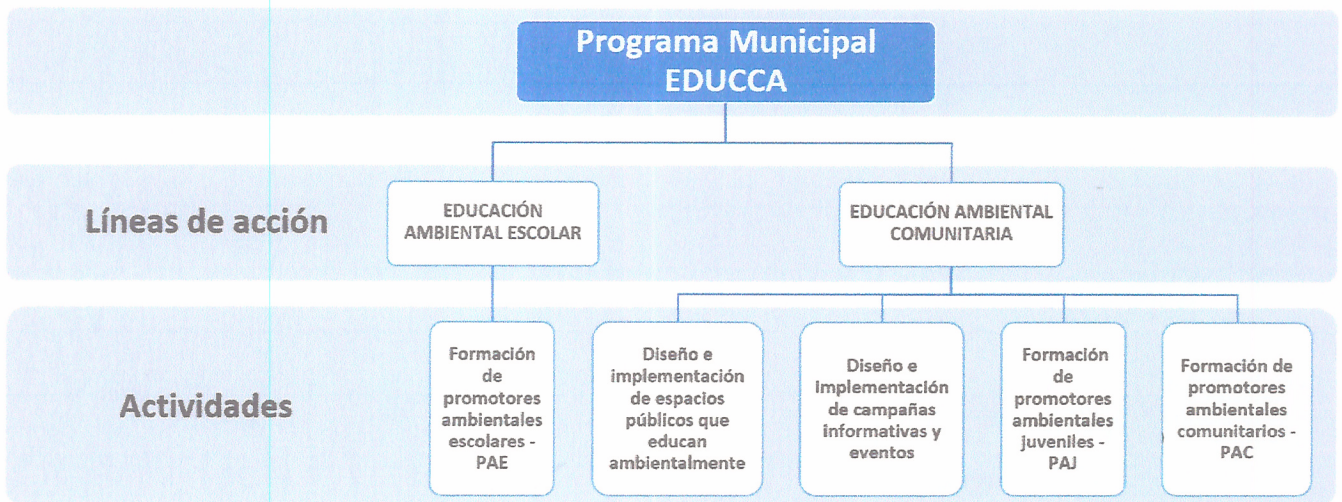 Programa Municipal
EDUCCA
Líneas de acción
EDUCACIÓN
AMBIENTAL ESCOLAR
EDUCACIÓN AMBIENTAL
COMUNITARIA
Actividades
Formación
de
promotores
ambientales
escolares -
PAE
Diseño e
implementación
de espacios
públicos que
educan
ambientalmente
Diseño e
Implementación
de campañas
informativas y
eventos
Formación
de
promotores
ambientales
juveniles -
PAJ
Formación de
promotores
ambientales
comunitarios -
PAC